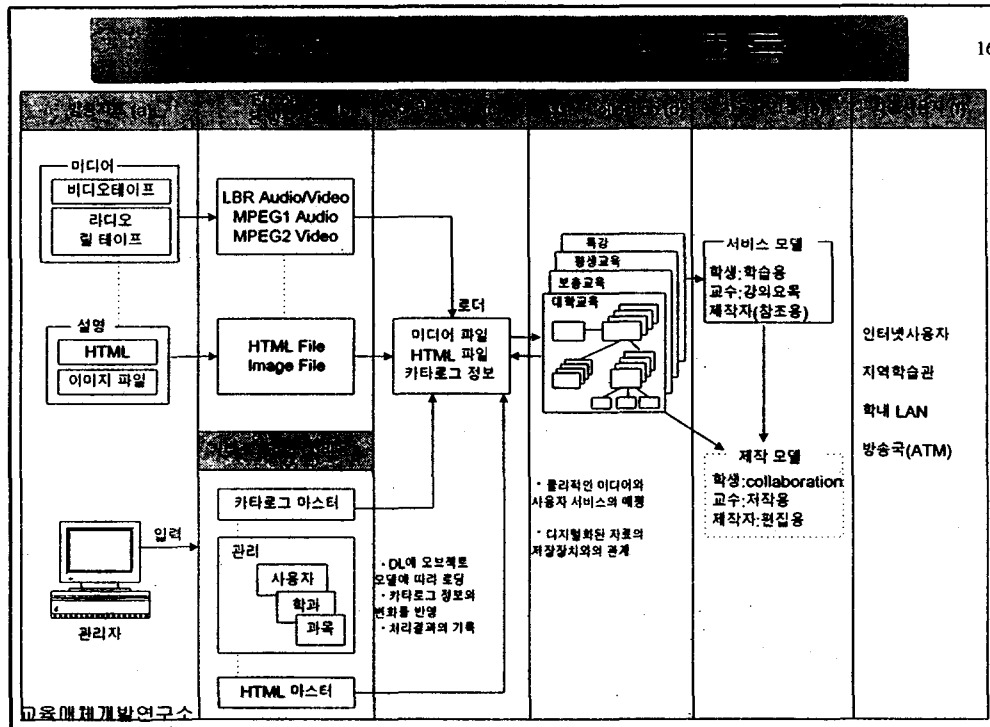 16
미디어
비디오테이프
라디오
릴 테이프
설명
HTML
이미지 파일
입력
관리자
교육매체개발연구소
LBR Audio/Video
MPEG1 Audio
MPEG2 Video
HTML File
Image File
카타로그 마스터
관리
사용자
학과
과목
HTML 마스터
로더
미디어 파일
HTML 파일
카타로그 정보
· DL에 오브젝트
모델에 따라 로딩
· 카타로그 정보의
변화를 반영
· 처리결과의 기록
특강
평생교육
보충교육
대학교육
· 물리적인 미디어와
사용자 서비스의 매핑
· 디지털화된 자료의
저장장치와의 관계
서비스 모델
학생:학습용
교수:강의요목
제작자(참조용)
제작 모델
학생:collaboration
교수:저작용
제작자:편집용
인터넷사용자
지역학습관
학내 LAN
방송국(ATM)